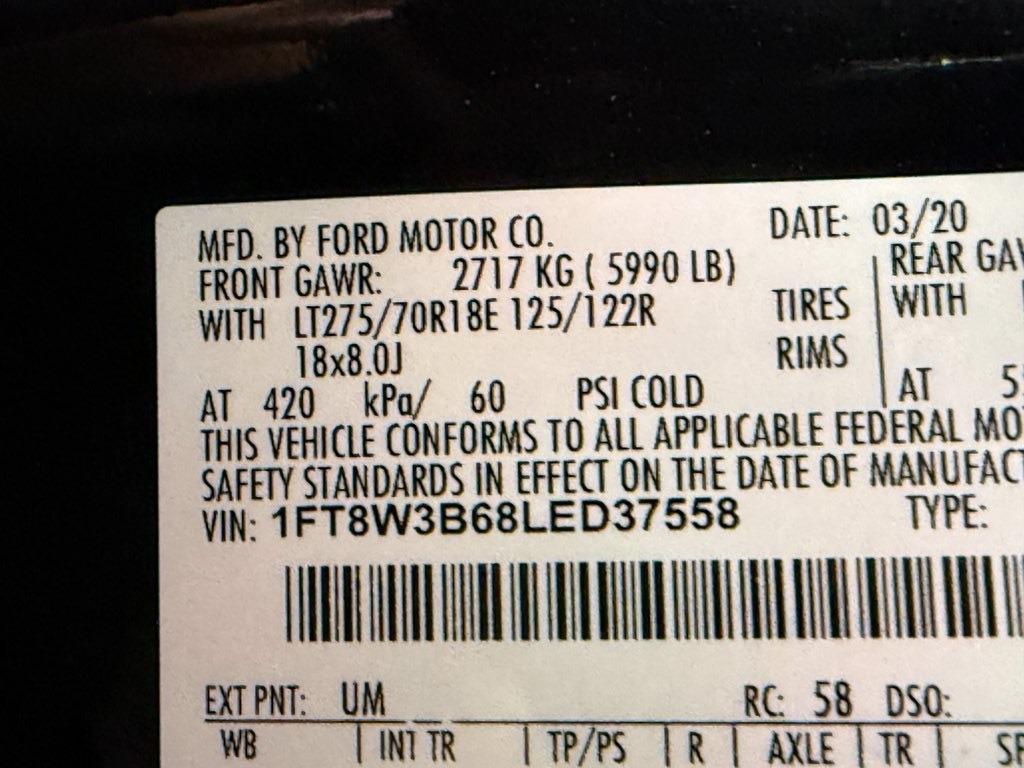 MFD. BY FORD MOTOR CO. DATE: 03/20
FRONT GAWR: 2717 KG ( 5990 LB) REAR GA
WITH LT275/70R18E 125/122R TIRES WITH
18x8.0J RIMS
AT 420 kPa/ 60 PSI COLD AT 5
THIS VEHICLE CONFORMS TO ALL APPLICABLE FEDERAL MO
SAFETY STANDARDS IN EFFECT ON THE DATE OF MANUFACT
VIN: 1FT8W3B68LED37558 TYPE:
EXT PNT: UM RC: 58 DSO:
WB INT TR TP/PS R AXLE TR